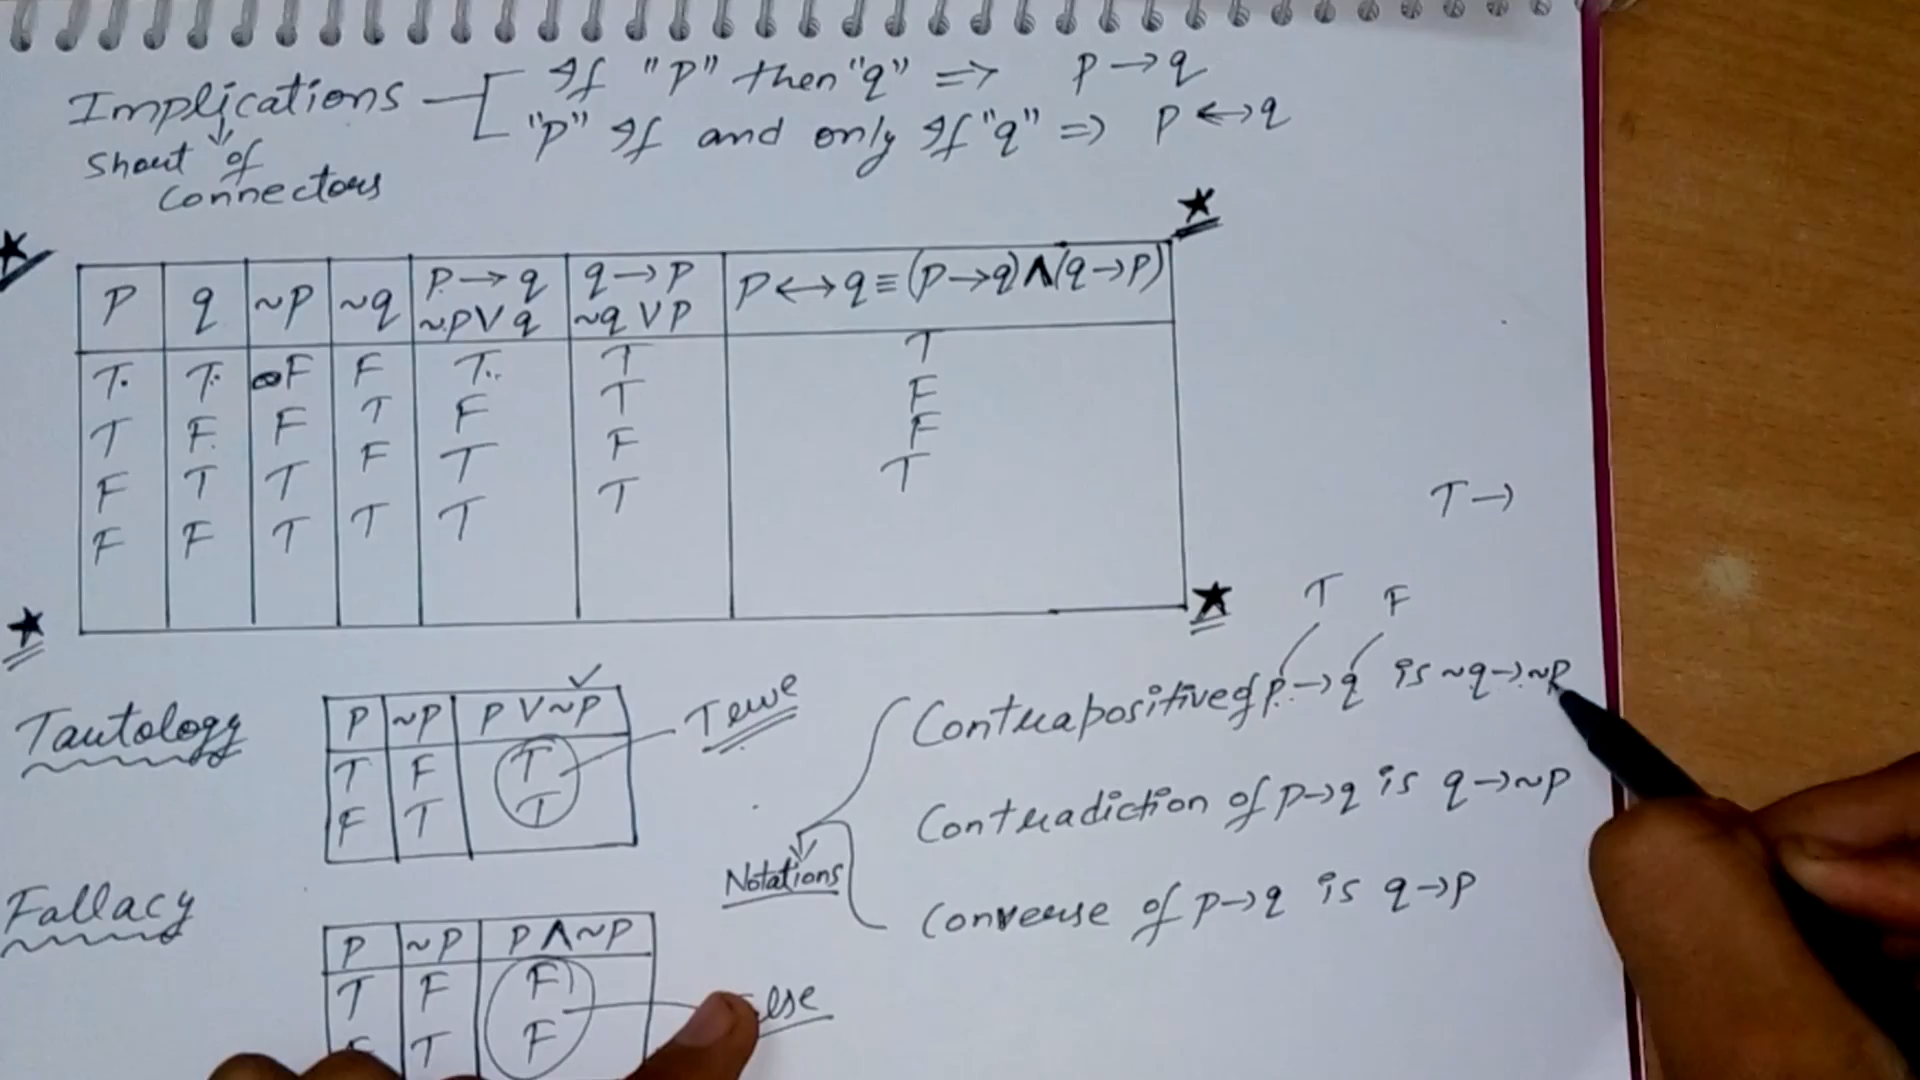 Implications
If "P" then "q" => P → q
"P" If and only If "q" => P ↔ q
Short of
Connectors
P q ~P ~q P → q q → P P ↔ q ≡ (P → q) ∧ (q → P)
~P ∨ q ~q ∨ P
T T F F T T T
T F F T F T F
F T T F T F F
F F T T T T T
T →
T F
Tautology
P ~P P ∨ ~P
T F T
F T T
True
Notations
Contrapositive of P → q is ~q → ~P
Contradiction of P → q is q → ~P
Converse of P → q is q → P
Fallacy
P ~P P ∧ ~P
T F F
T F
lse